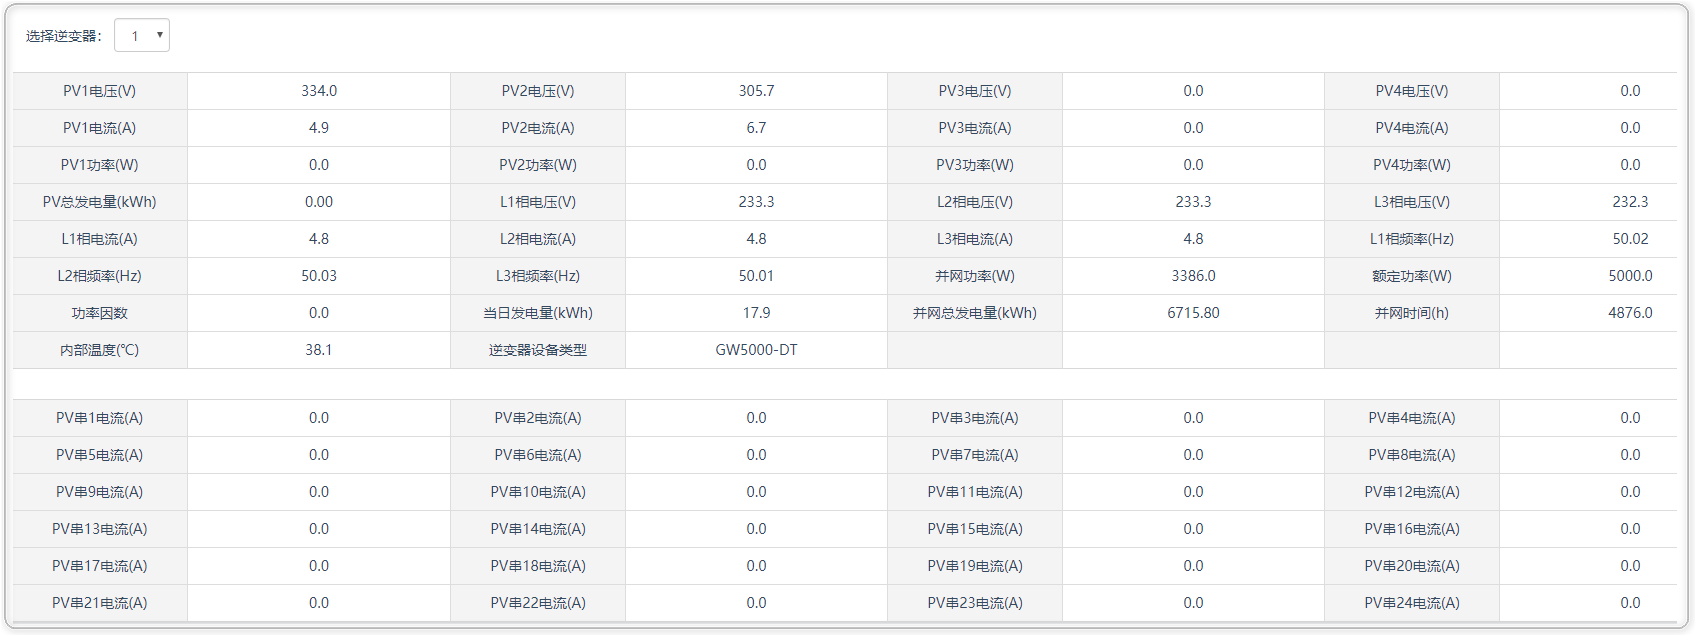 选择逆变器： 1
PV1电压(V) 334.0 PV2电压(V) 305.7 PV3电压(V) 0.0 PV4电压(V) 0.0
PV1电流(A) 4.9 PV2电流(A) 6.7 PV3电流(A) 0.0 PV4电流(A) 0.0
PV1功率(W) 0.0 PV2功率(W) 0.0 PV3功率(W) 0.0 PV4功率(W) 0.0
PV总发电量(kWh) 0.00 L1相电压(V) 233.3 L2相电压(V) 233.3 L3相电压(V) 232.3
L1相电流(A) 4.8 L2相电流(A) 4.8 L3相电流(A) 4.8 L1相频率(Hz) 50.02
L2相频率(Hz) 50.03 L3相频率(Hz) 50.01 并网功率(W) 3386.0 额定功率(W) 5000.0
功率因数 0.0 当日发电量(kWh) 17.9 并网总发电量(kWh) 6715.80 并网时间(h) 4876.0
内部温度(℃) 38.1 逆变器设备类型 GW5000-DT
PV串1电流(A) 0.0 PV串2电流(A) 0.0 PV串3电流(A) 0.0 PV串4电流(A) 0.0
PV串5电流(A) 0.0 PV串6电流(A) 0.0 PV串7电流(A) 0.0 PV串8电流(A) 0.0
PV串9电流(A) 0.0 PV串10电流(A) 0.0 PV串11电流(A) 0.0 PV串12电流(A) 0.0
PV串13电流(A) 0.0 PV串14电流(A) 0.0 PV串15电流(A) 0.0 PV串16电流(A) 0.0
PV串17电流(A) 0.0 PV串18电流(A) 0.0 PV串19电流(A) 0.0 PV串20电流(A) 0.0
PV串21电流(A) 0.0 PV串22电流(A) 0.0 PV串23电流(A) 0.0 PV串24电流(A) 0.0